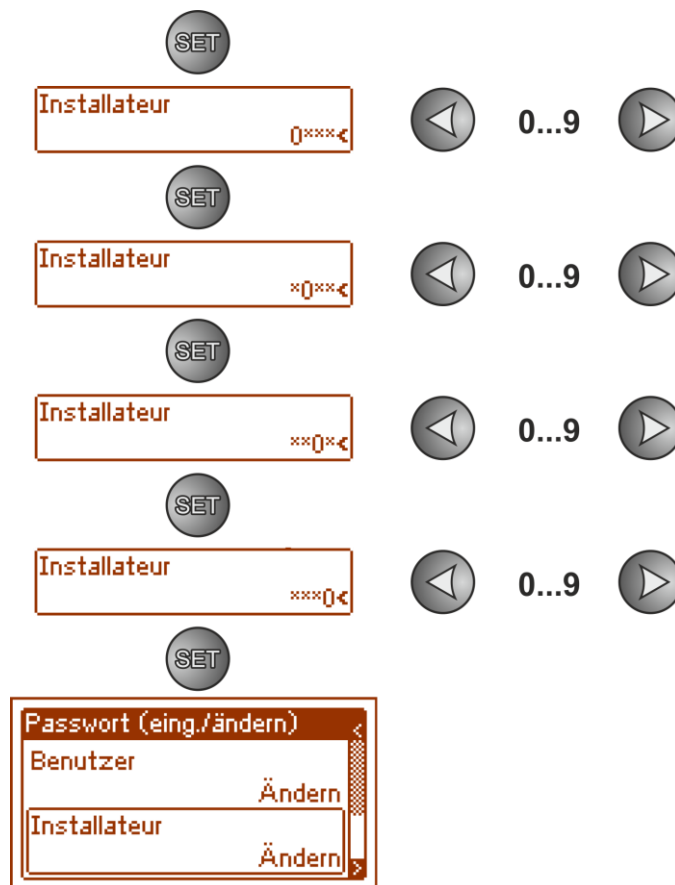 SET
Installateur
0***<
0...9
SET
Installateur
*0**<
0...9
SET
Installateur
**0*<
0...9
SET
Installateur
***0<
0...9
SET
Passwort (eing./ändern)
Benutzer
Ändern
Installateur
Ändern